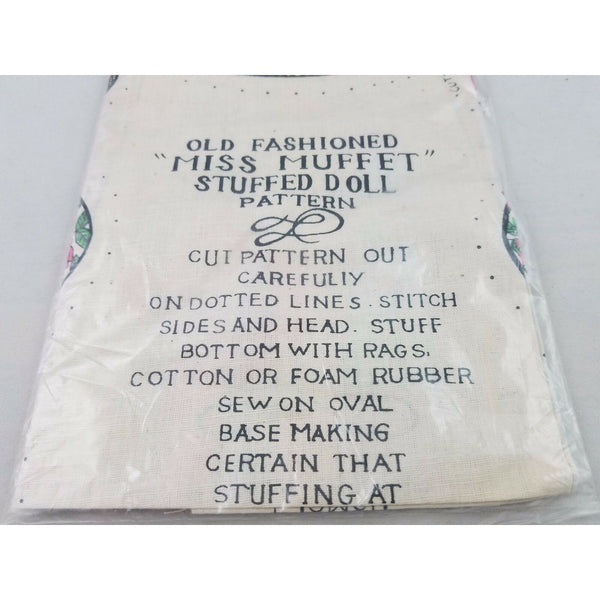 OLD FASHIONED
"MISS MUFFET"
STUFFED DOLL
PATTERN
CUT PATTERN OUT
CAREFULLY
ON DOTTED LINES. STITCH
SIDES AND HEAD. STUFF
BOTTOM WITH RAGS,
COTTON OR FOAM RUBBER
SEW ON OVAL
BASE MAKING
CERTAIN THAT
STUFFING AT